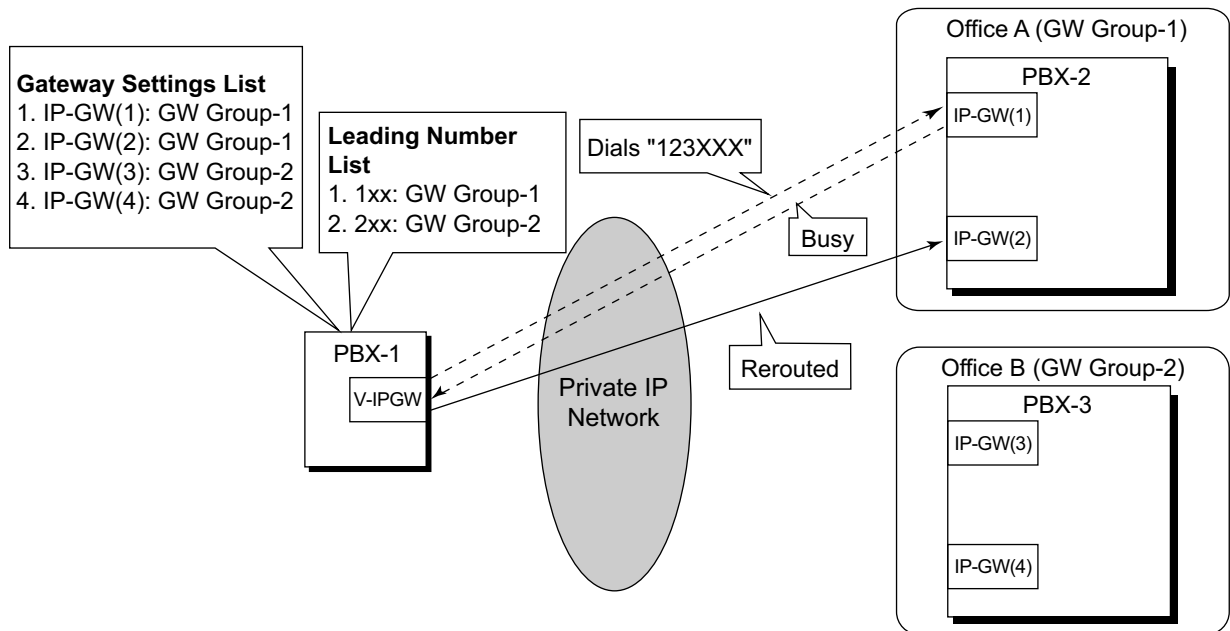 Gateway Settings List
1. IP-GW(1): GW Group-1
2. IP-GW(2): GW Group-1
3. IP-GW(3): GW Group-2
4. IP-GW(4): GW Group-2
Leading Number
List
1. 1xx: GW Group-1
2. 2xx: GW Group-2
PBX-1
V-IPGW
Private IP
Network
Dials "123XXX"
Busy
Rerouted
Office A (GW Group-1)
PBX-2
IP-GW(1)
IP-GW(2)
Office B (GW Group-2)
PBX-3
IP-GW(3)
IP-GW(4)